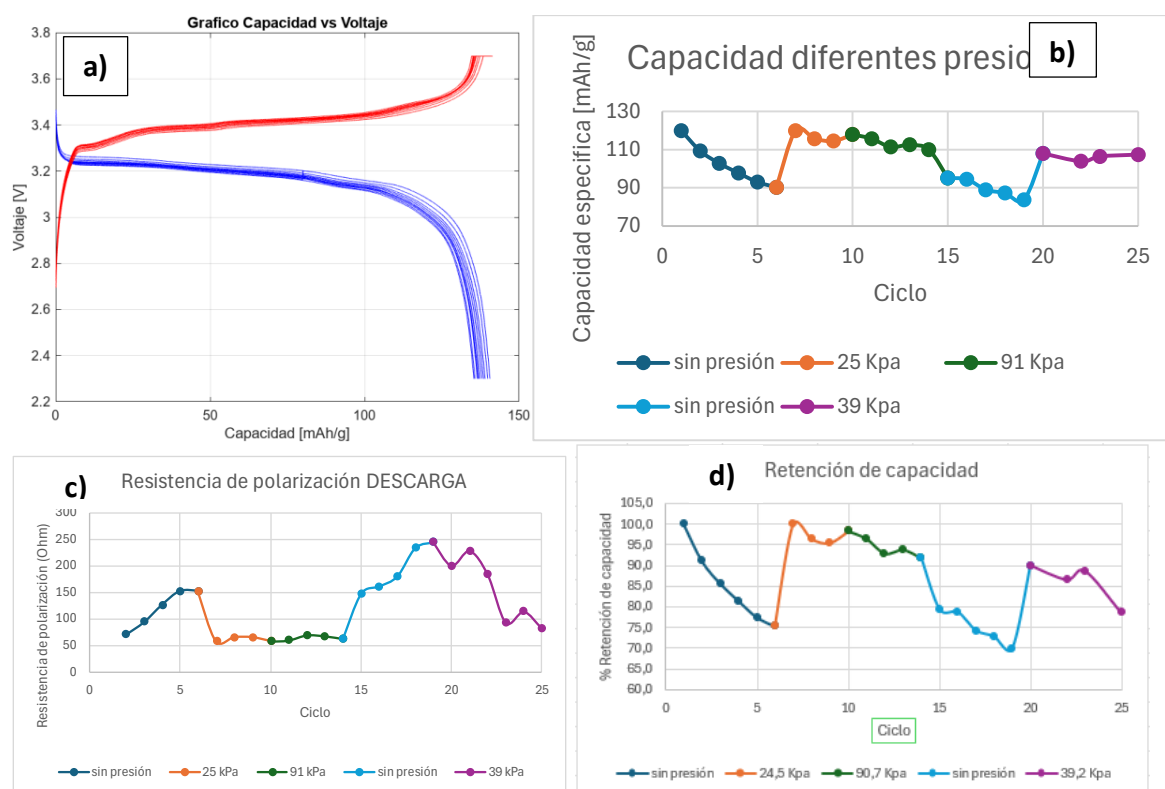 Grafico Capacidad vs Voltaje
a)
Voltaje [V]
3.8
3.6
3.4
3.2
3
2.8
2.6
2.4
2.2
0
50
100
150
Capacidad [mAh/g]
Capacidad diferentes presio
b)
Capacidad específica [mAh/g]
130
110
90
70
0
5
10
15
20
25
Ciclo
sin presión
25 Kpa
91 Kpa
sin presión
39 Kpa
c)
Resistencia de polarización DESCARGA
Resistencia de polarización (Ohm)
300
250
200
150
100
50
0
0
5
10
15
20
25
Ciclo
sin presión
25 kPa
91 kPa
sin presión
39 kPa
d)
Retención de capacidad
% Retención de capacidad
105,0
100,0
95,0
90,0
85,0
80,0
75,0
70,0
65,0
60,0
0
5
10
15
20
25
Ciclo
sin presión
24,5 Kpa
90,7 Kpa
sin presión
39,2 Kpa